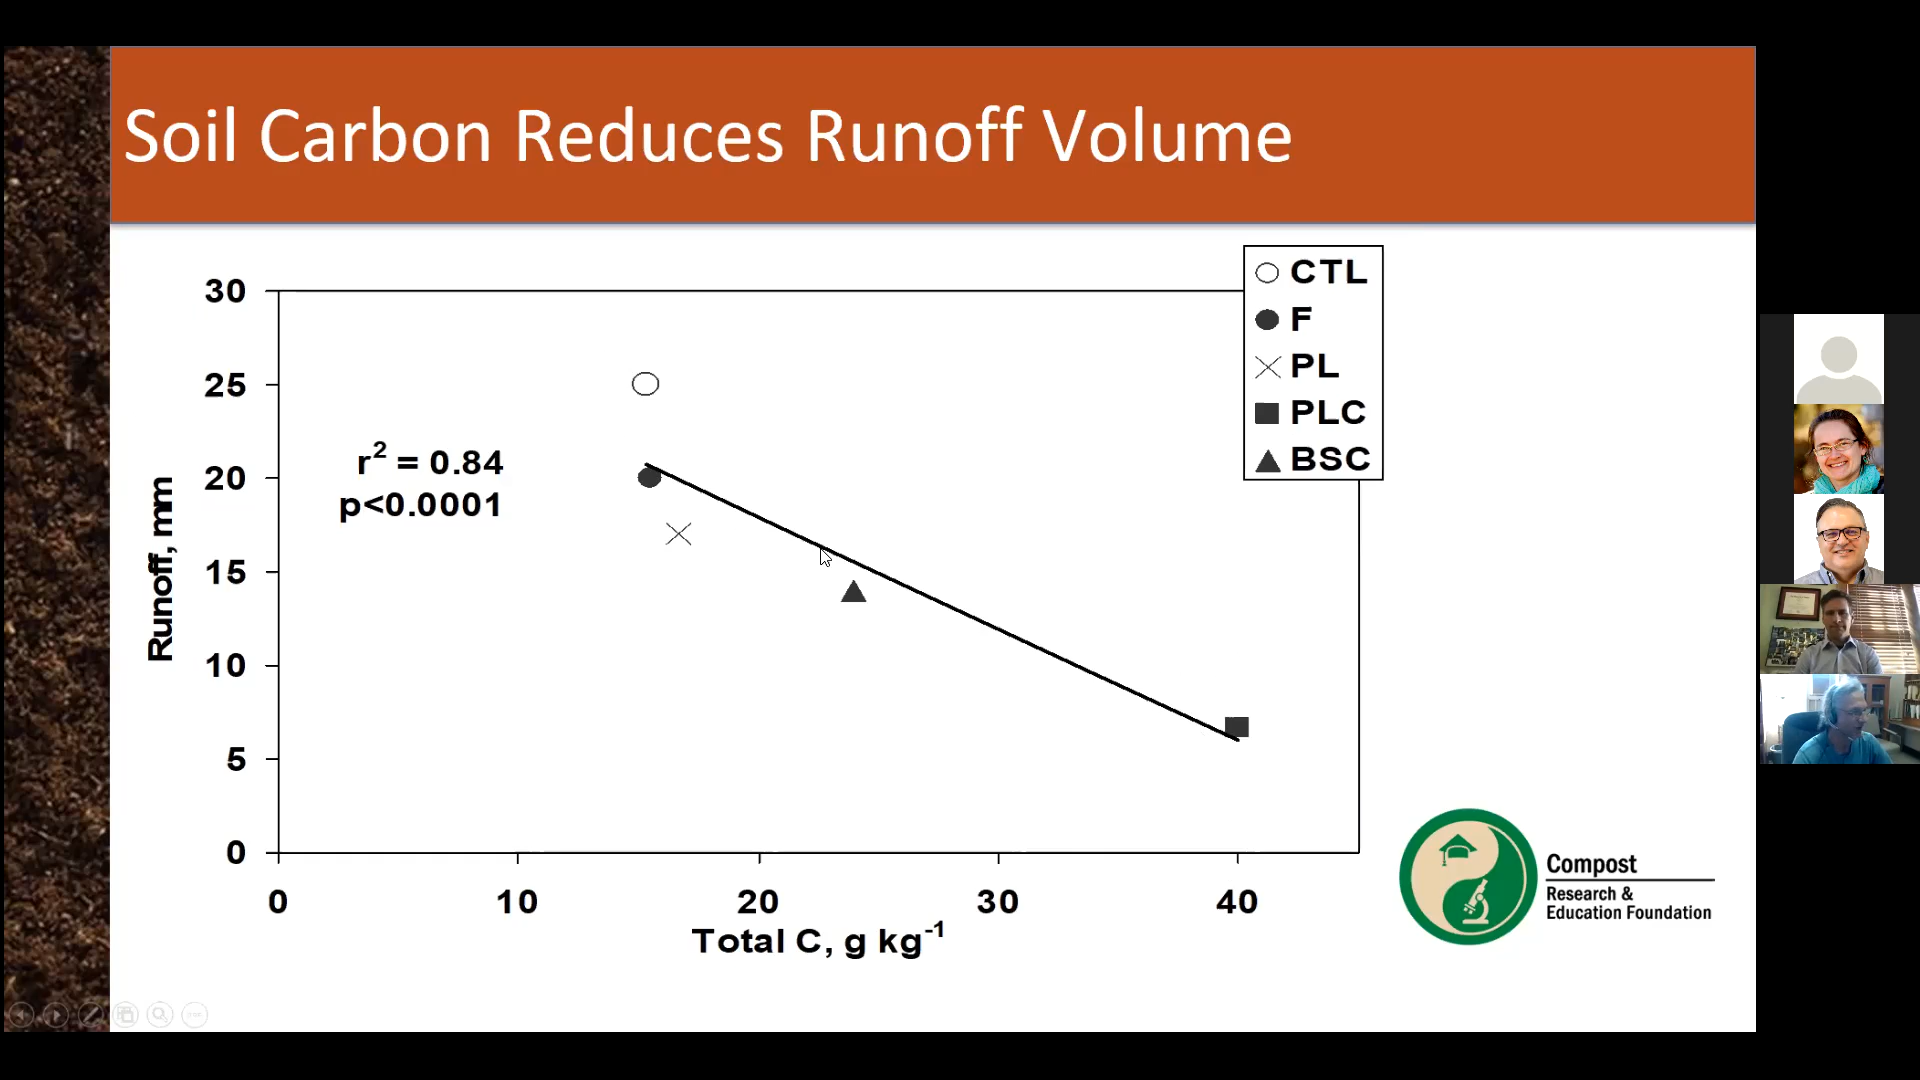 Soil Carbon Reduces Runoff Volume
CTL
F
PL
PLC
BSC
30
25
20
15
10
5
0
r² = 0.84
p<0.0001
Runoff, mm
0 10 20 30 40
Total C, g kg⁻¹
Compost
Research &
Education Foundation